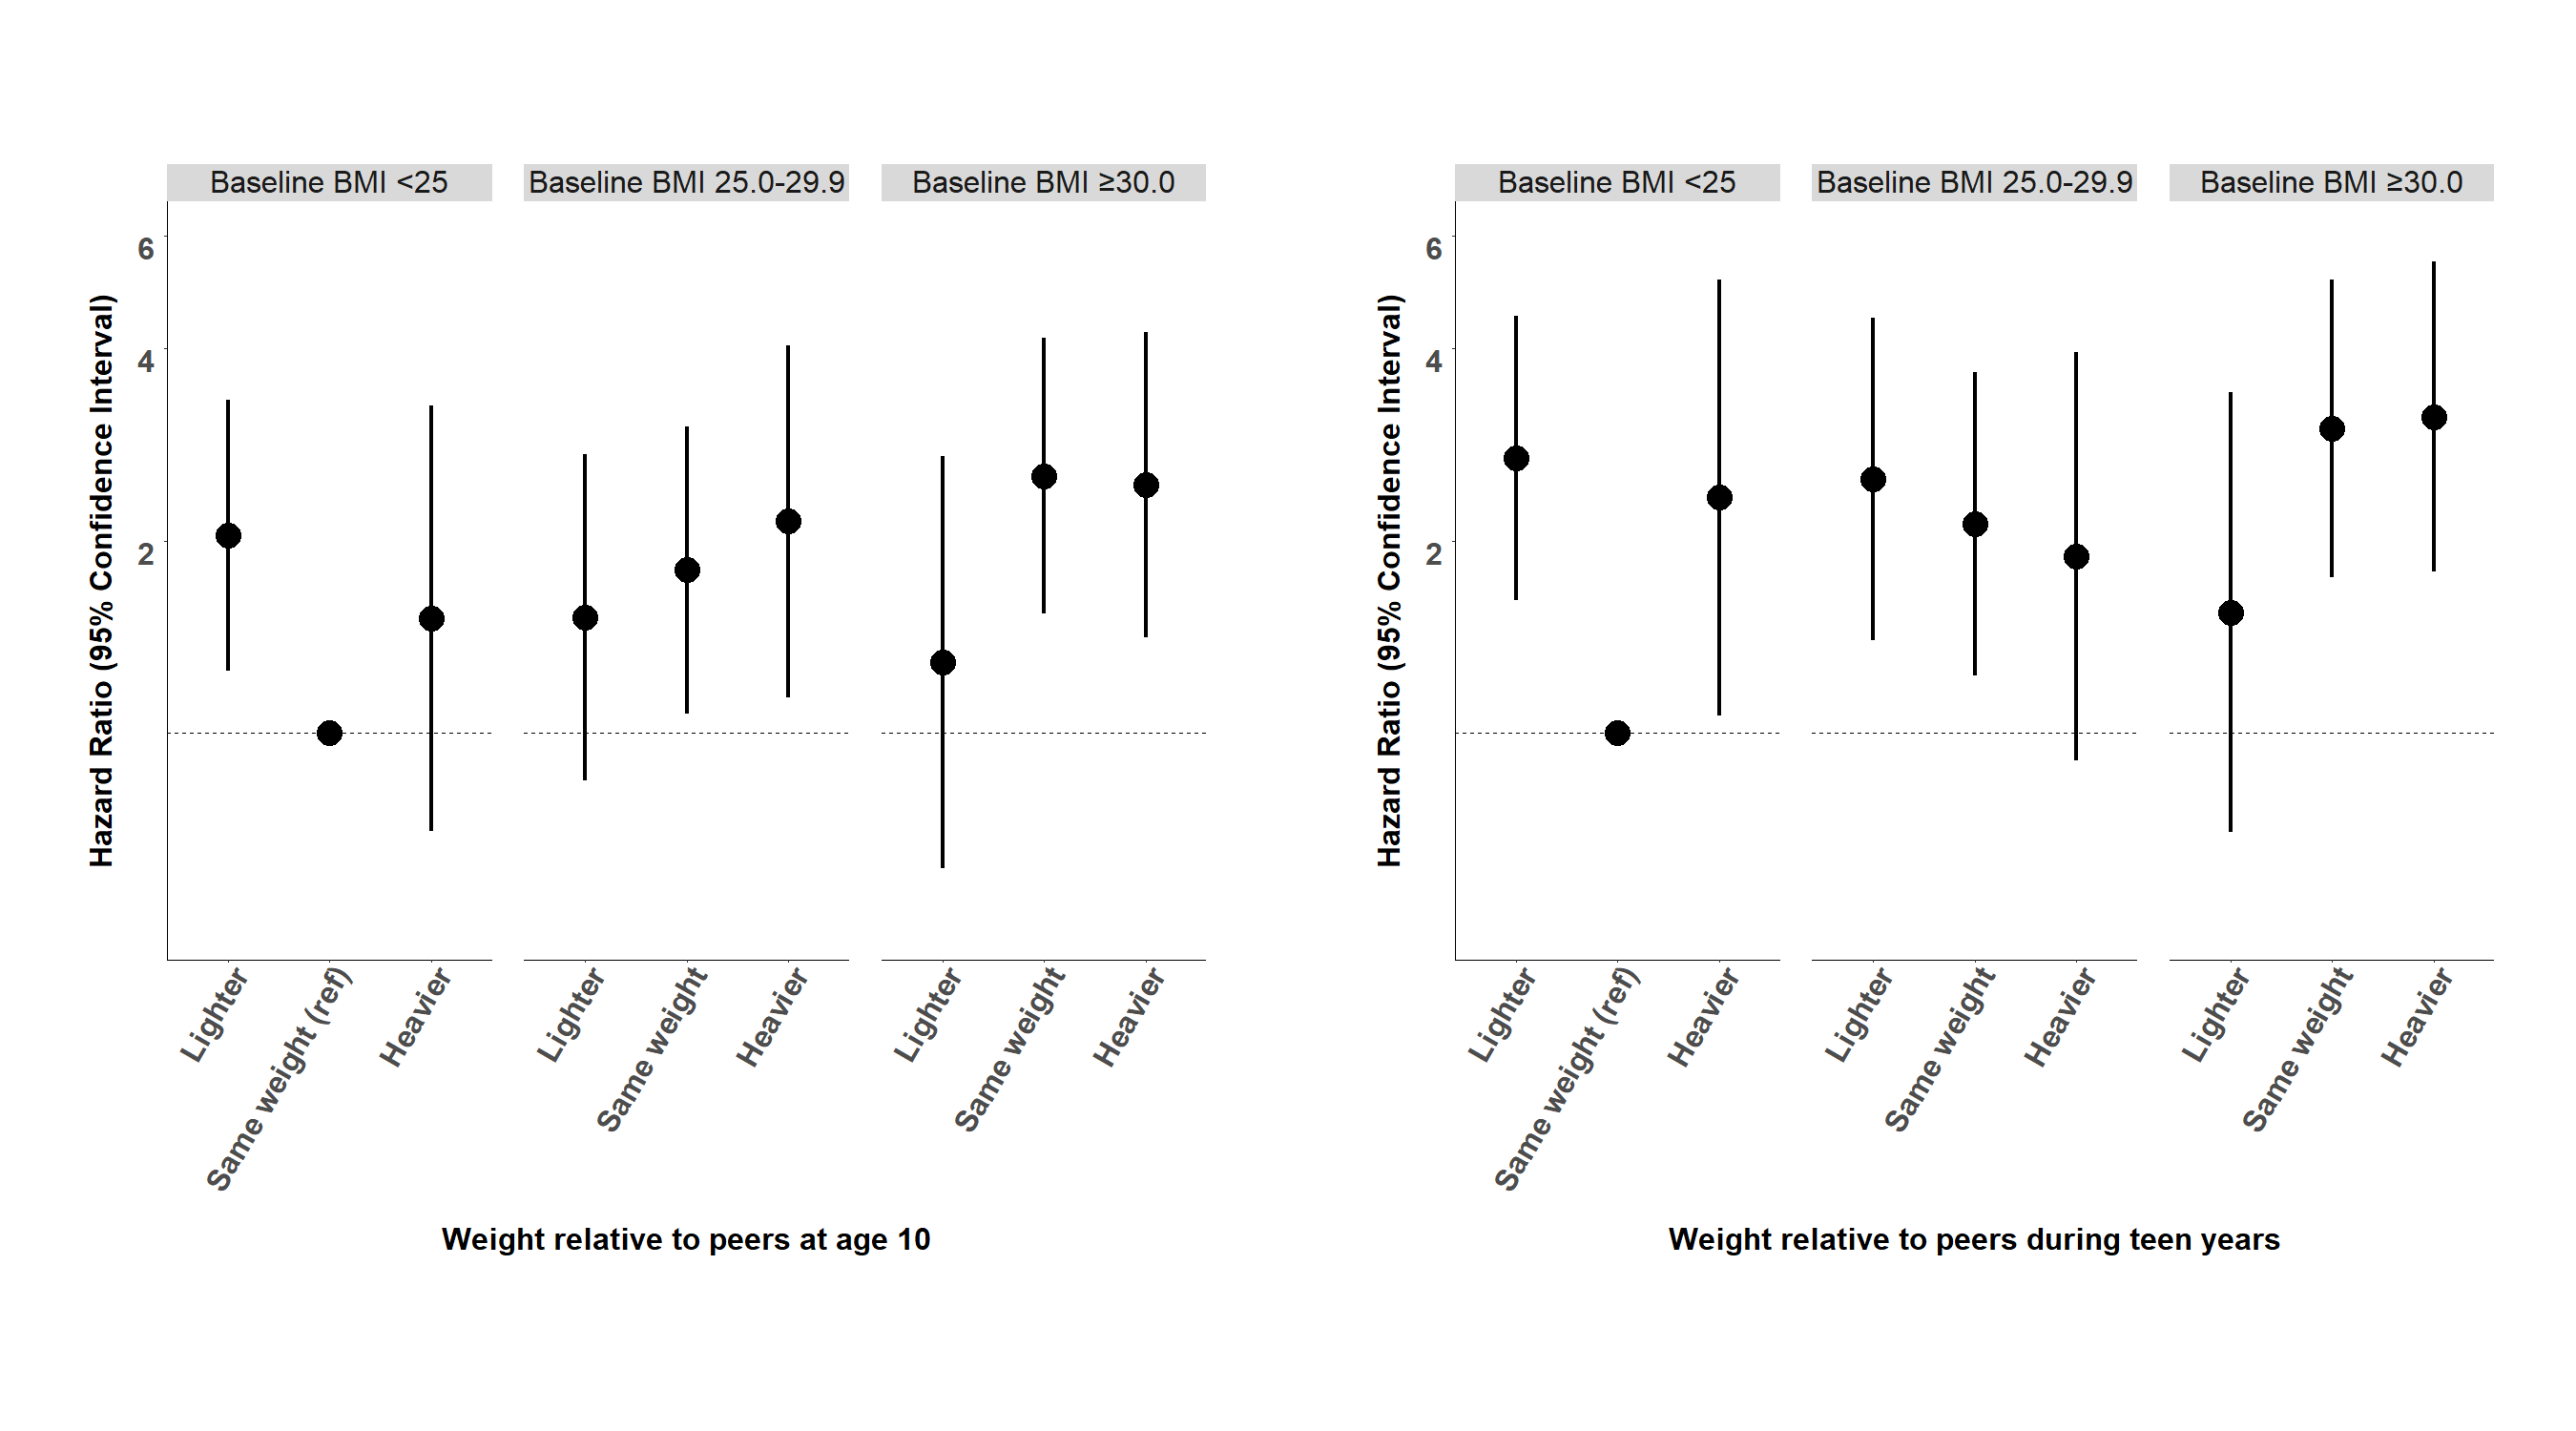 Baseline BMI <25
Baseline BMI 25.0-29.9
Baseline BMI ≥30.0
6
4
2
Hazard Ratio (95% Confidence Interval)
Lighter
Same weight (ref)
Heavier
Lighter
Same weight
Heavier
Lighter
Same weight
Heavier
Weight relative to peers at age 10
Baseline BMI <25
Baseline BMI 25.0-29.9
Baseline BMI ≥30.0
6
4
2
Hazard Ratio (95% Confidence Interval)
Lighter
Same weight (ref)
Heavier
Lighter
Same weight
Heavier
Lighter
Same weight
Heavier
Weight relative to peers during teen years